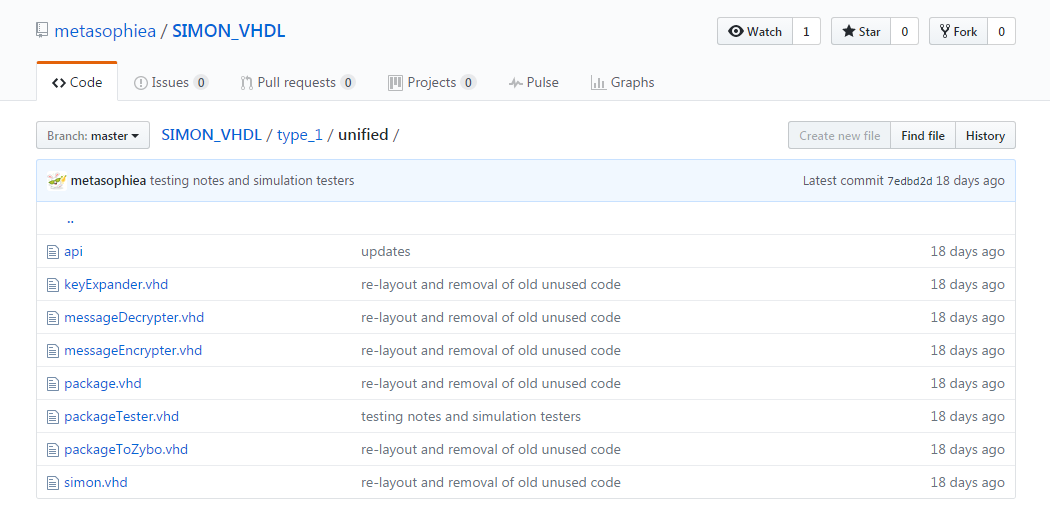 metasophiea / SIMON_VHDL
Watch 1 Star 0 Fork 0
Code Issues 0 Pull requests 0 Projects 0 Pulse Graphs
Branch: master SIMON_VHDL / type_1 / unified /
Create new file Find file History
metasophiea testing notes and simulation testers Latest commit 7edbd2d 18 days ago
..
api updates 18 days ago
keyExpander.vhd re-layout and removal of old unused code 18 days ago
messageDecrypter.vhd re-layout and removal of old unused code 18 days ago
messageEncrypter.vhd re-layout and removal of old unused code 18 days ago
package.vhd re-layout and removal of old unused code 18 days ago
packageTester.vhd testing notes and simulation testers 18 days ago
packageToZybo.vhd re-layout and removal of old unused code 18 days ago
simon.vhd re-layout and removal of old unused code 18 days ago